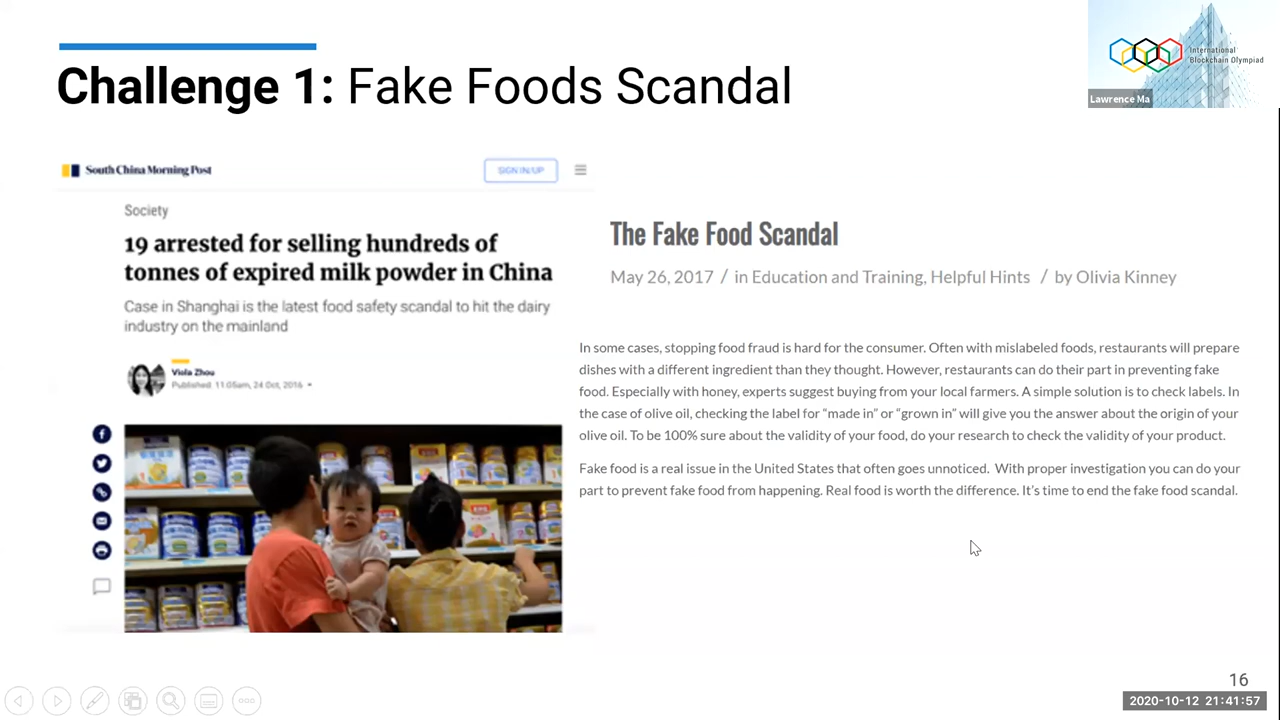 Challenge 1: Fake Foods Scandal
International
Blockchain Olympiad
Lawrence Ma
South China Morning Post
SIGN IN/UP
Society
19 arrested for selling hundreds of
tonnes of expired milk powder in China
Case in Shanghai is the latest food safety scandal to hit the dairy
industry on the mainland
Viola Zhou
Published: 11:05am, 24 Oct, 2016
The Fake Food Scandal
May 26, 2017 / in Education and Training, Helpful Hints / by Olivia Kinney
In some cases, stopping food fraud is hard for the consumer. Often with mislabeled foods, restaurants will prepare
dishes with a different ingredient than they thought. However, restaurants can do their part in preventing fake
food. Especially with honey, experts suggest buying from your local farmers. A simple solution is to check labels. In
the case of olive oil, checking the label for “made in” or “grown in” will give you the answer about the origin of your
olive oil. To be 100% sure about the validity of your food, do your research to check the validity of your product.
Fake food is a real issue in the United States that often goes unnoticed.  With proper investigation you can do your
part to prevent fake food from happening. Real food is worth the difference. It’s time to end the fake food scandal.
16
2020-10-12 21:41:57